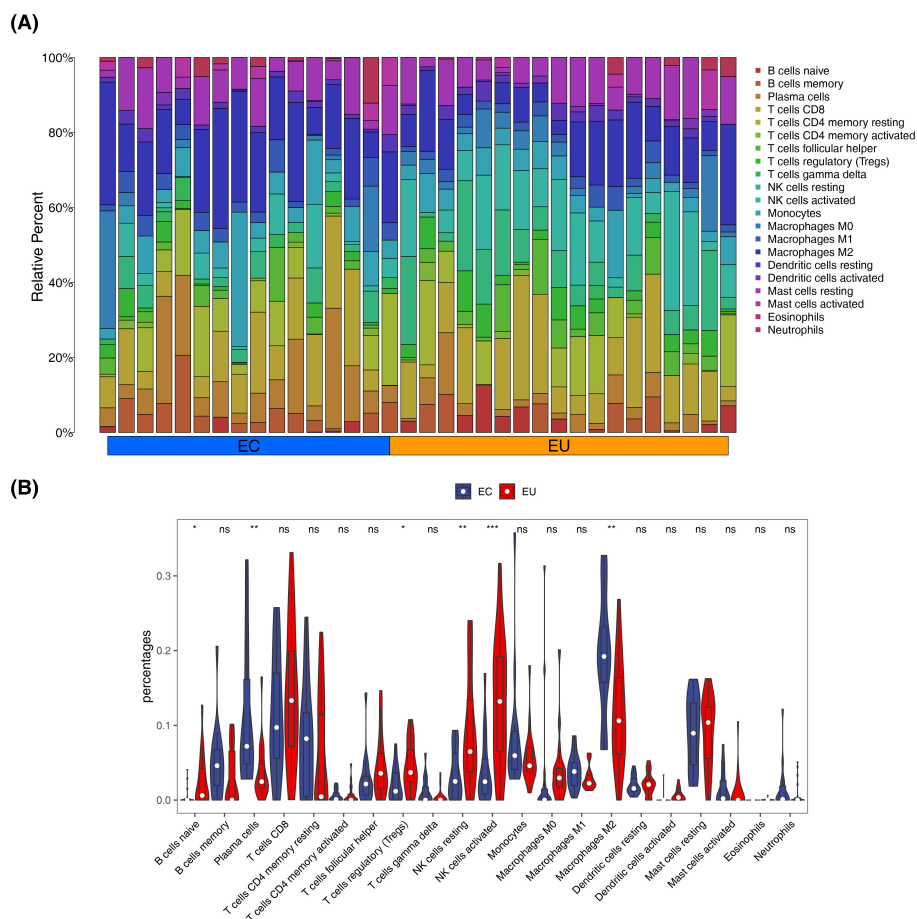 (A)
100%
80%
60%
40%
20%
0%
Relative Percent
EC
EU
B cells naive
B cells memory
Plasma cells
T cells CD8
T cells CD4 memory resting
T cells CD4 memory activated
T cells follicular helper
T cells regulatory (Tregs)
T cells gamma delta
NK cells resting
NK cells activated
Monocytes
Macrophages M0
Macrophages M1
Macrophages M2
Dendritic cells resting
Dendritic cells activated
Mast cells resting
Mast cells activated
Eosinophils
Neutrophils
(B)
EC EU
* ns ** ns ns ns ns * ns ** *** ns ns ns ** ns ns ns ns ns ns
0.3
0.2
0.1
0.0
percentages
B cells naive
B cells memory
Plasma cells
T cells CD8
T cells CD4 memory resting
T cells CD4 memory activated
T cells follicular helper
T cells regulatory (Tregs)
T cells gamma delta
NK cells resting
NK cells activated
Monocytes
Macrophages M0
Macrophages M1
Macrophages M2
Dendritic cells resting
Dendritic cells activated
Mast cells resting
Mast cells activated
Eosinophils
Neutrophils